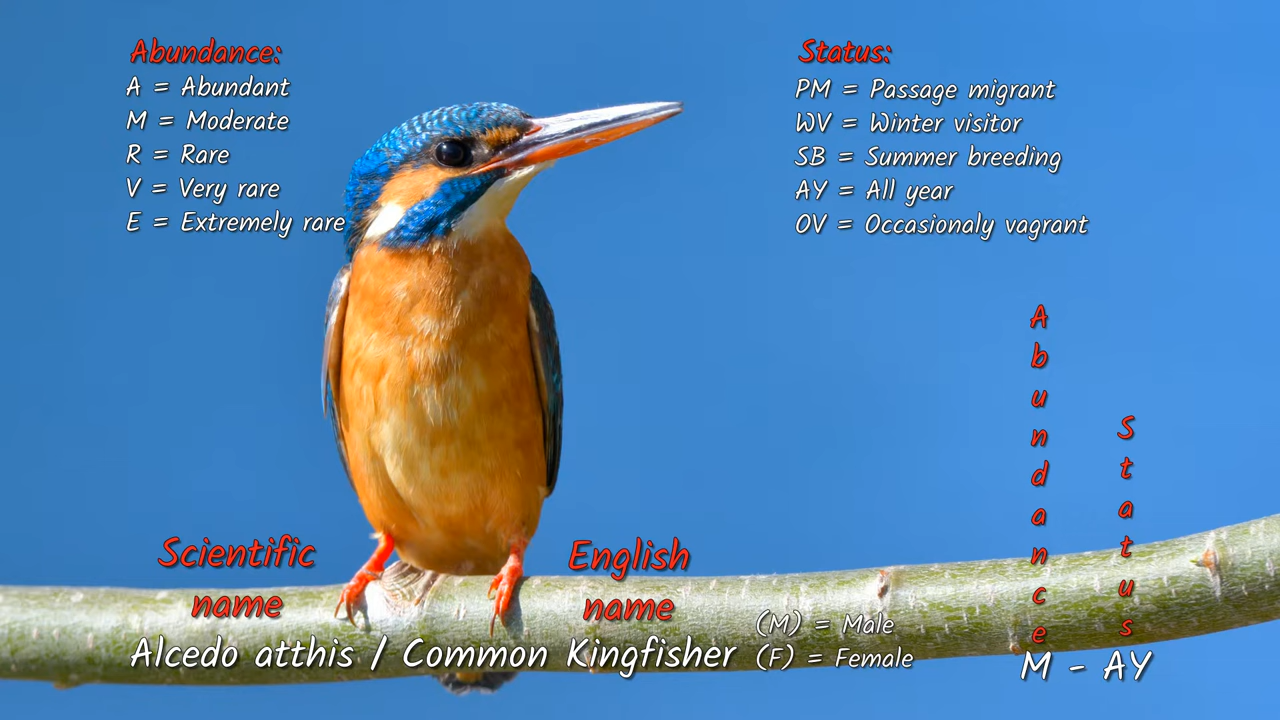 Abundance:
A = Abundant
M = Moderate
R = Rare
V = Very rare
E = Extremely rare
Status:
PM = Passage migrant
WV = Winter visitor
SB = Summer breeding
AY = All year
OV = Occasionaly vagrant
Abundance
Status
Scientific
name
English
name
(M) = Male
(F) = Female
Alcedo atthis / Common Kingfisher
M - AY